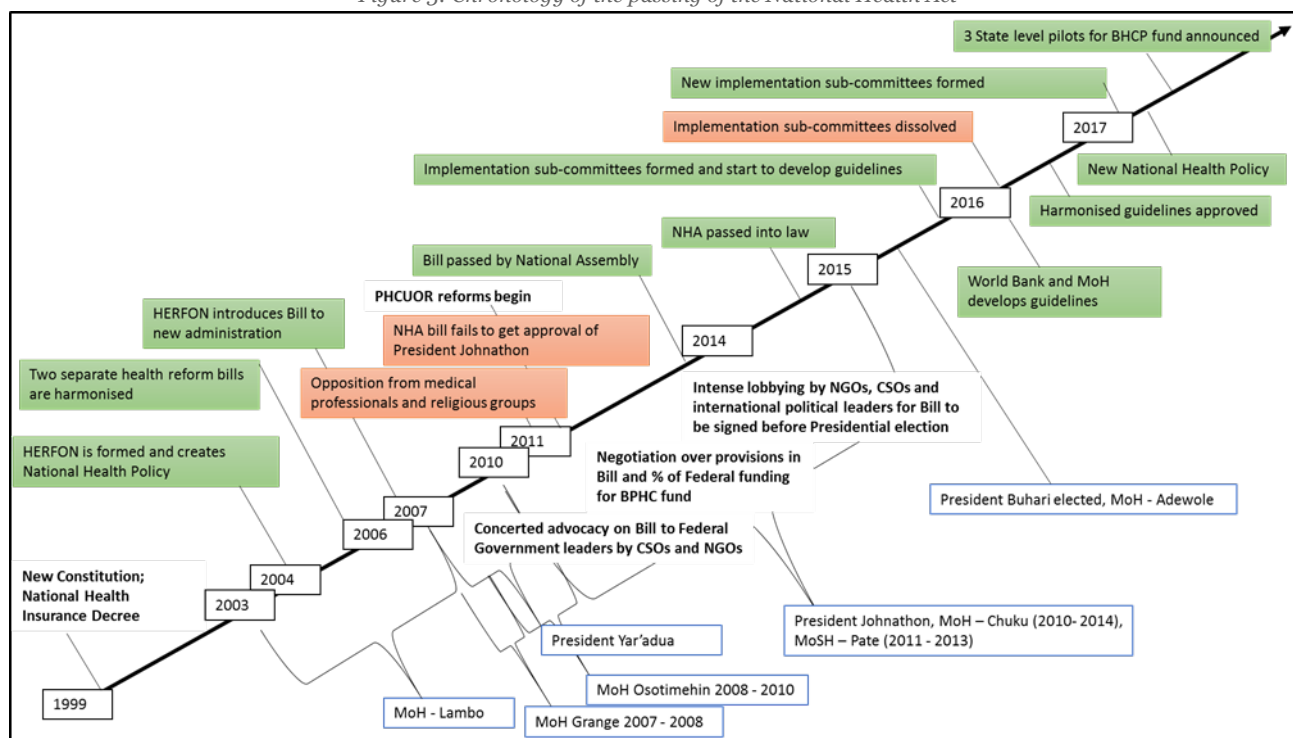 Figure 3: Chronology of the passing of the National Health Act
3 State level pilots for BHCP fund announced
New implementation sub-committees formed
2017
Implementation sub-committees dissolved
New National Health Policy
Implementation sub-committees formed and start to develop guidelines
2016
Harmonised guidelines approved
NHA passed into law
World Bank and MoH
develops guidelines
Bill passed by National Assembly
2015
PHCUOR reforms begin
HERFON introduces Bill to
new administration
NHA bill fails to get approval of
President Johnathon
2014
Two separate health reform bills
are harmonised
Opposition from medical
professionals and religious groups
Intense lobbying by NGOs, CSOs and
international political leaders for Bill to
be signed before Presidential election
2011
HERFON is formed and creates
National Health Policy
2010
Negotiation over provisions in
Bill and % of Federal funding
for BPHC fund
President Buhari elected, MoH - Adewole
2007
Concerted advocacy on Bill to Federal
Government leaders by CSOs and NGOs
2006
New Constitution;
National Health
Insurance Decree
2004
2003
President Yar'adua
President Johnathon, MoH – Chuku (2010- 2014),
MoSH – Pate (2011 - 2013)
MoH Osotimehin 2008 - 2010
1999
MoH - Lambo
MoH Grange 2007 - 2008